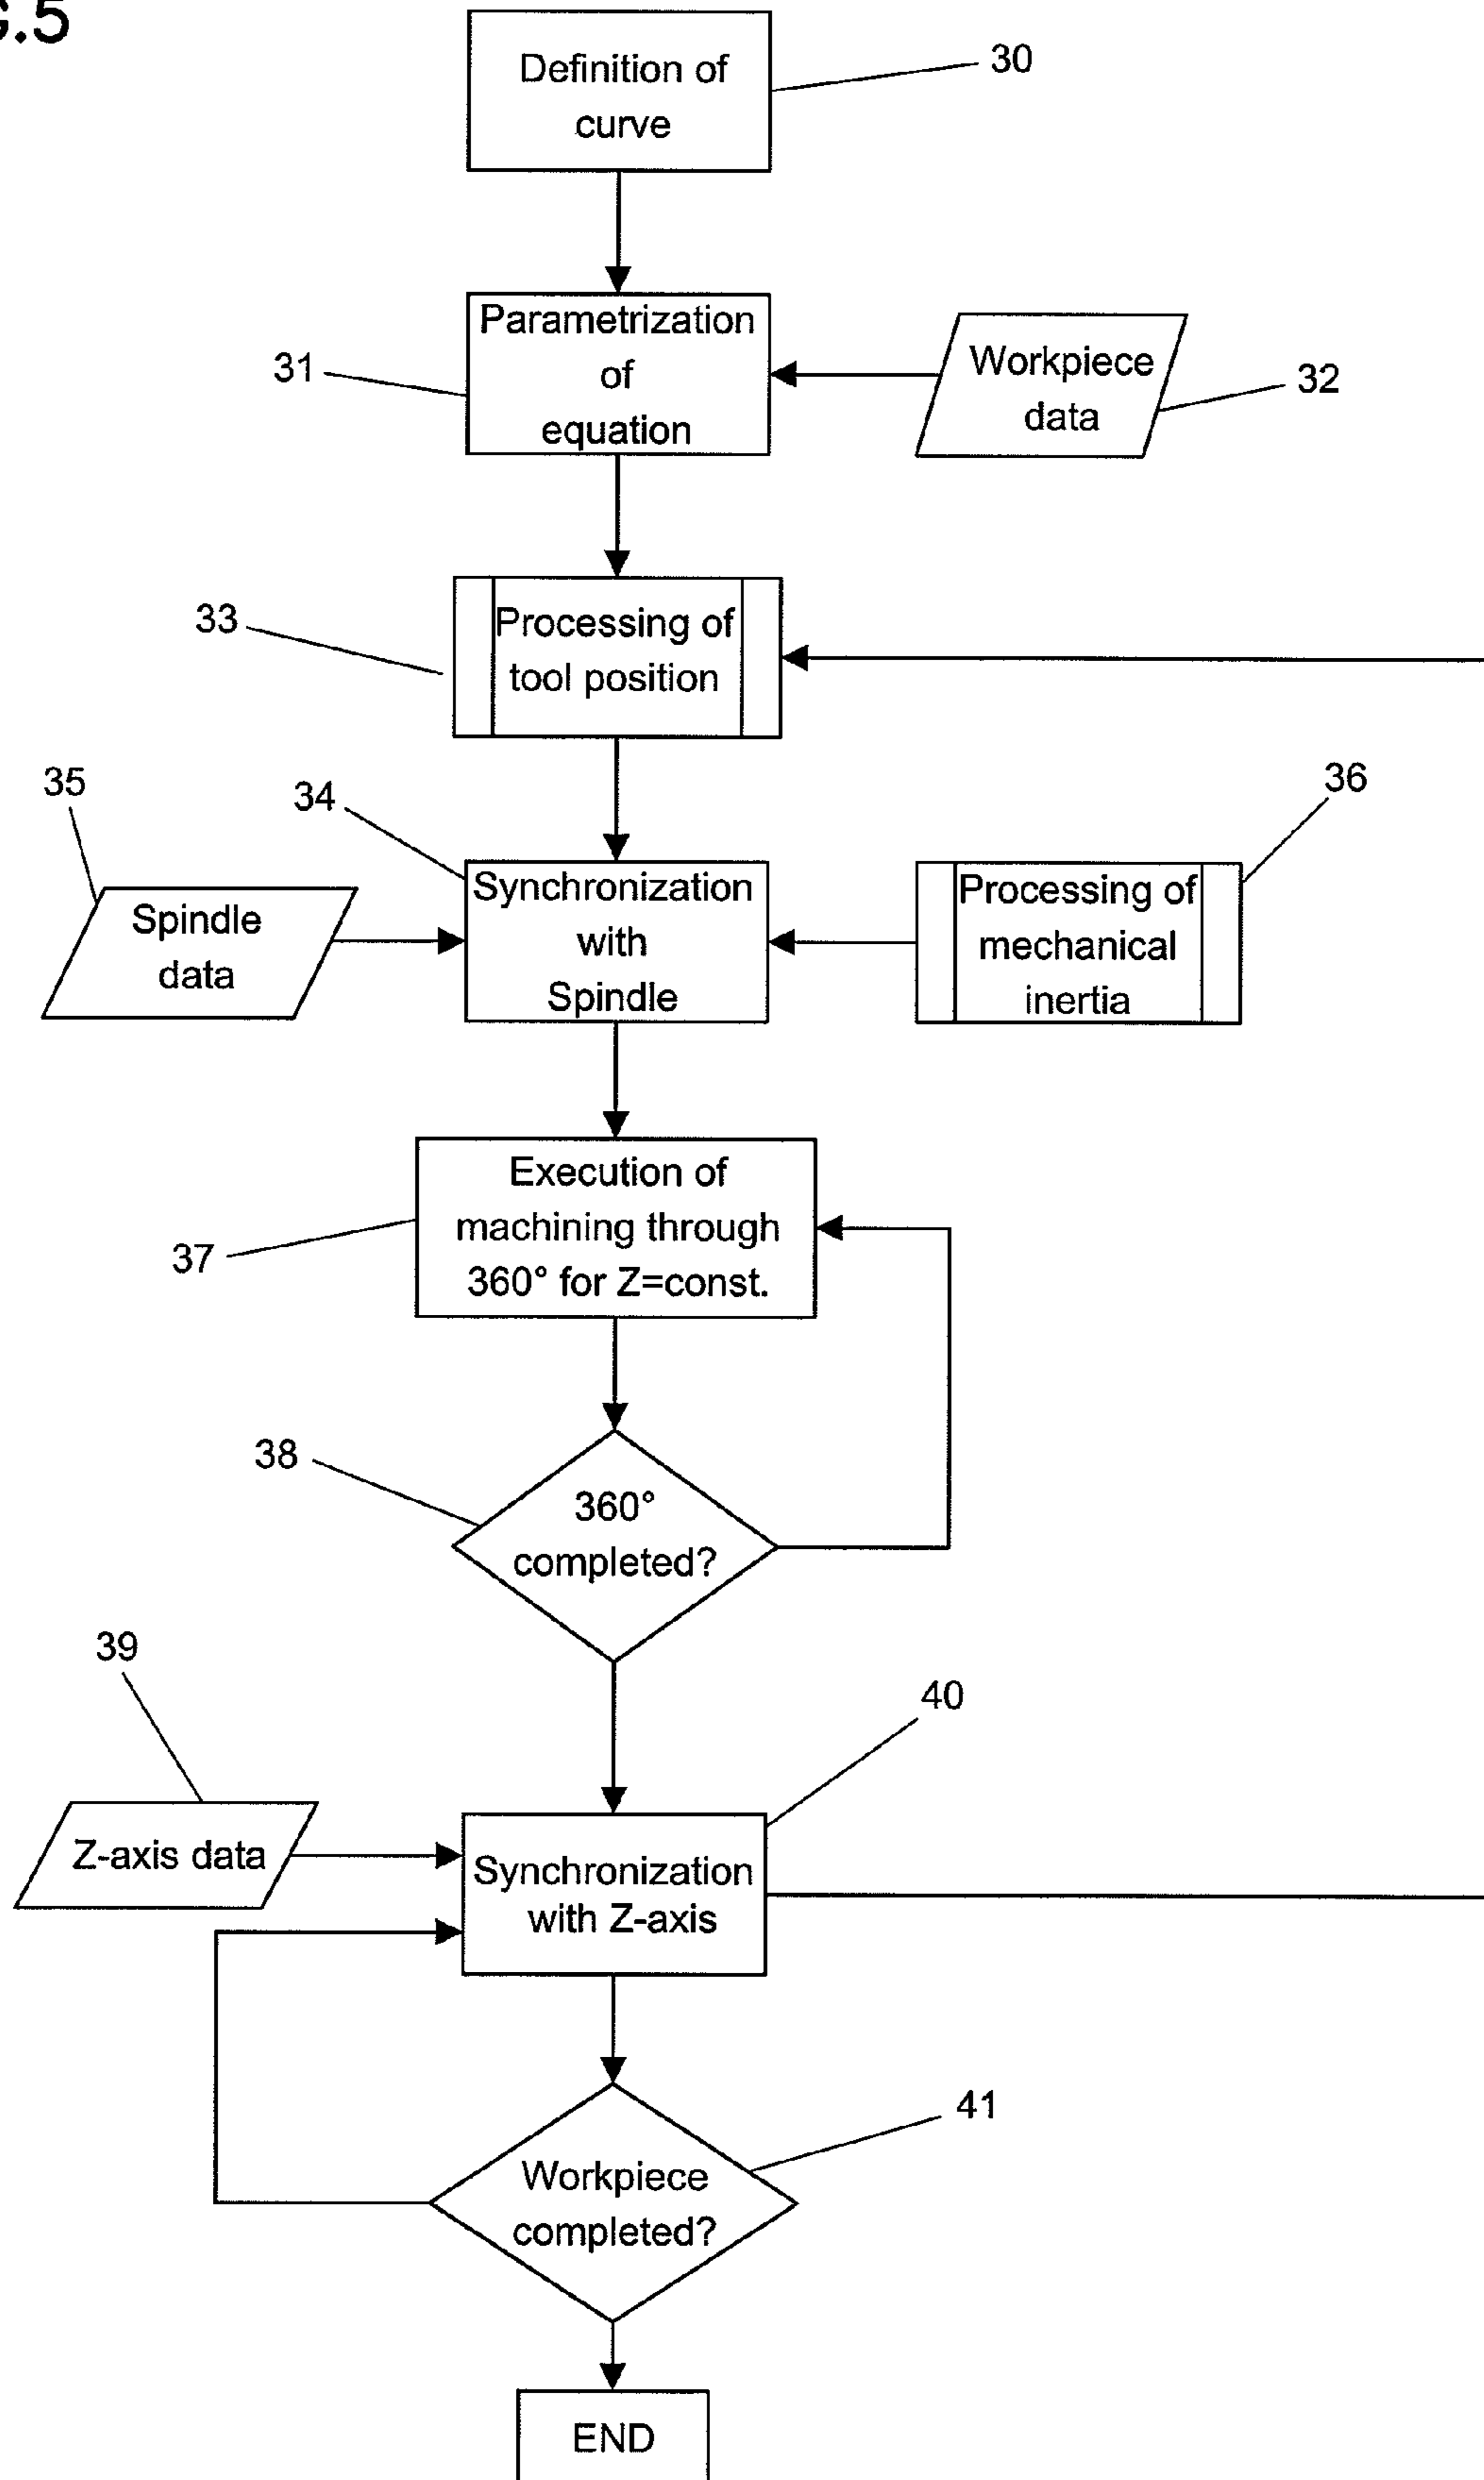 G.5
Definition of
curve
30
Parametrization
of
equation
31
Workpiece
data
32
Processing of
tool position
33
35
34
36
Spindle
data
Synchronization
with
Spindle
Processing of
mechanical
inertia
Execution of
machining through
360° for Z=const.
37
38
360°
completed?
39
40
Z-axis data
Synchronization
with Z-axis
41
Workpiece
completed?
END